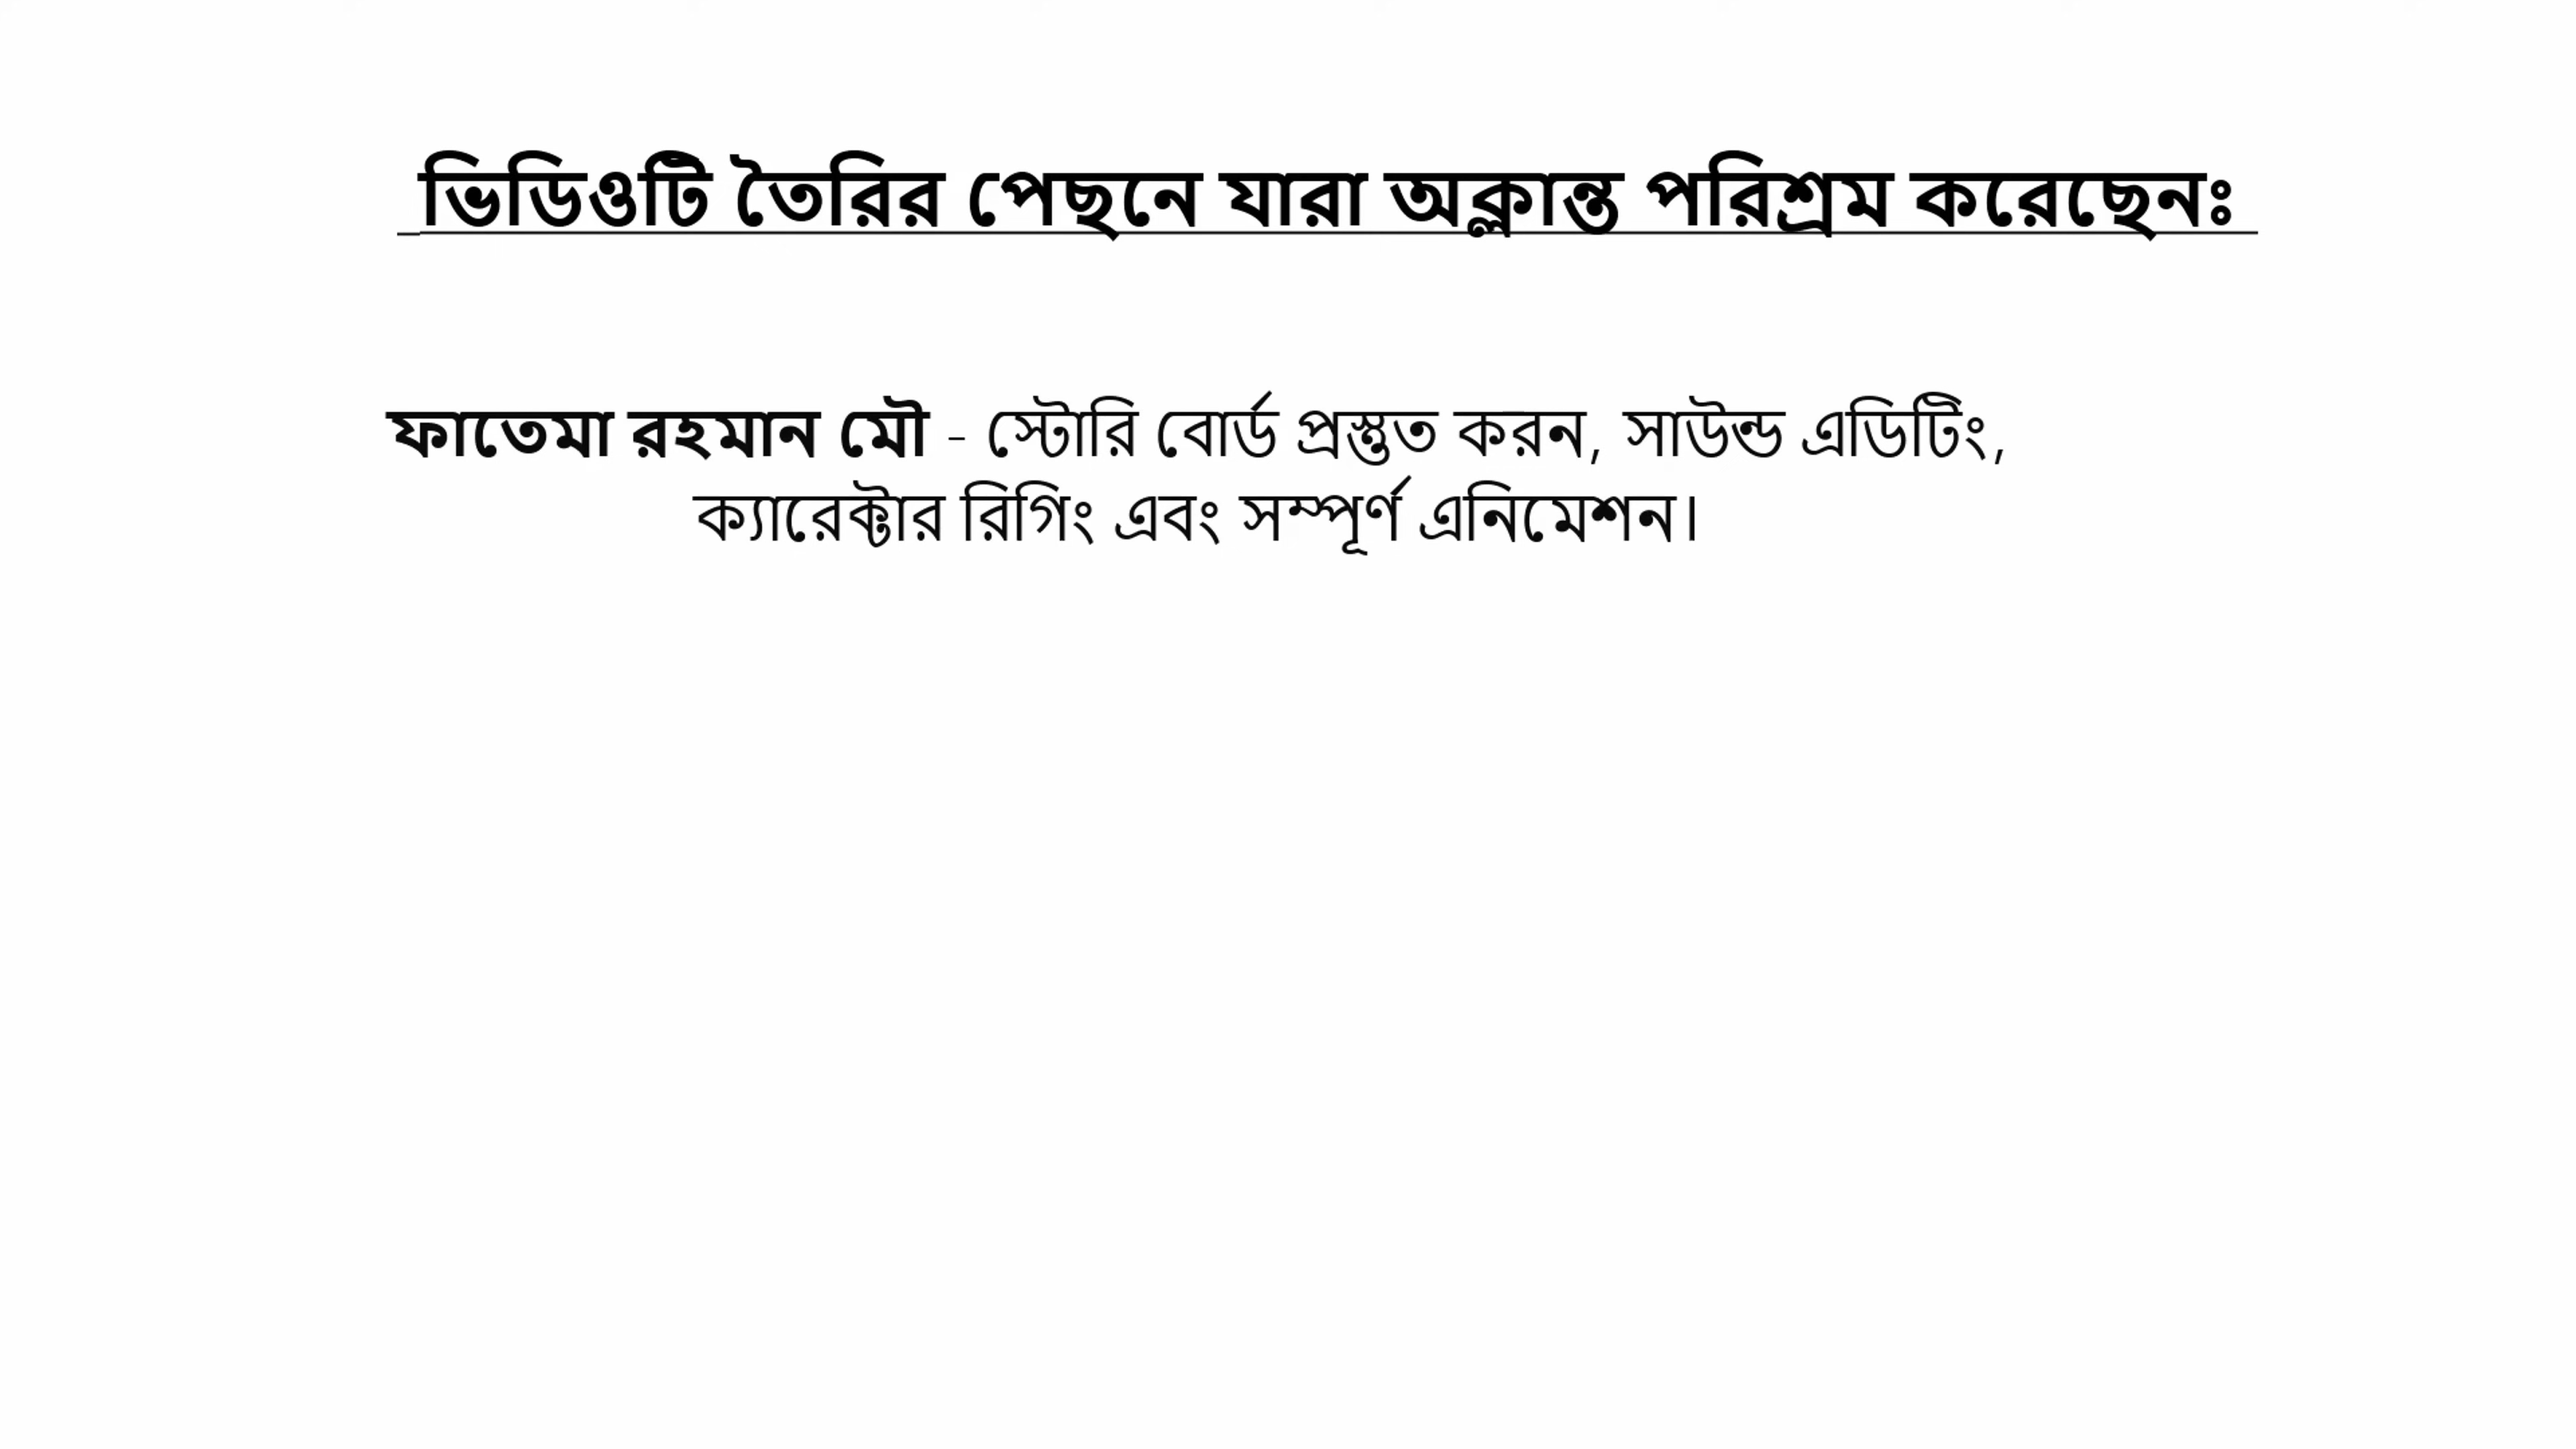 ভিডিওটি তৈরির পেছনে যারা অক্লান্ত পরিশ্রম করেছেনঃ
ফাতেমা রহমান মৌ - স্টোরি বোর্ড প্রস্তুত করন, সাউন্ড এডিটিং,
ক্যারেক্টার রিগিং এবং সম্পূর্ণ এনিমেশন।